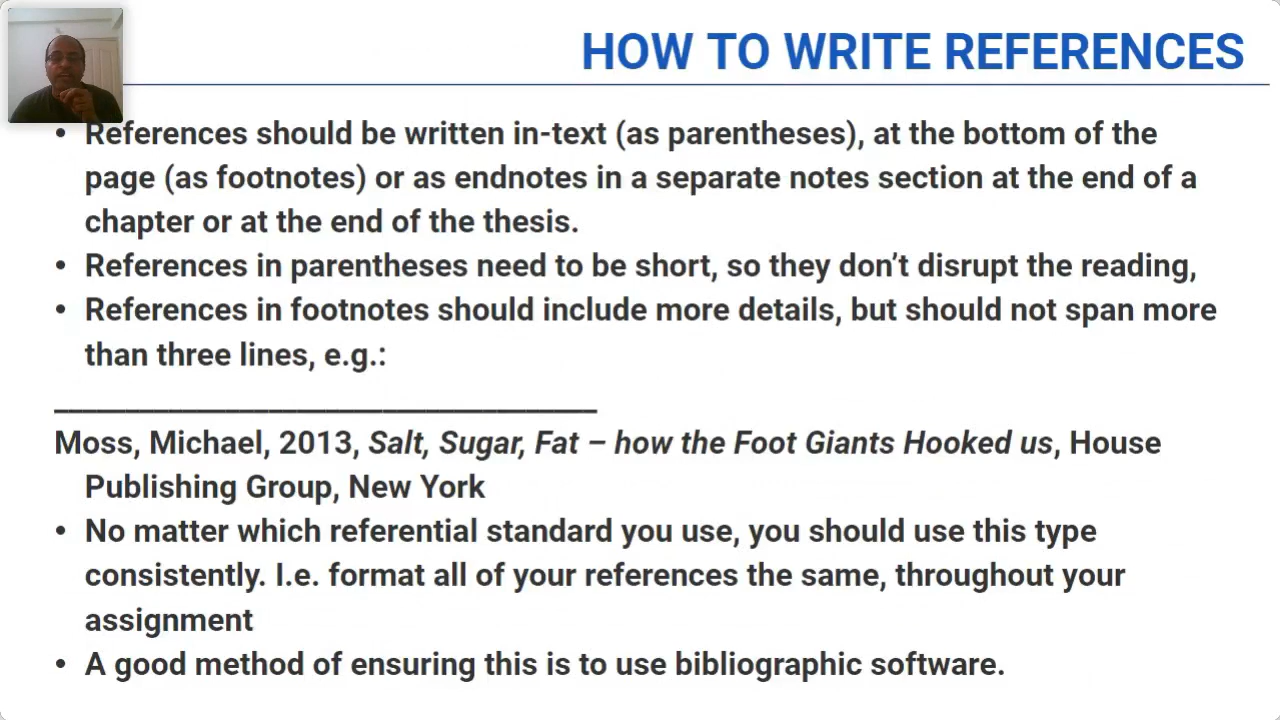 HOW TO WRITE REFERENCES
• References should be written in-text (as parentheses), at the bottom of the
page (as footnotes) or as endnotes in a separate notes section at the end of a
chapter or at the end of the thesis.
• References in parentheses need to be short, so they don’t disrupt the reading,
• References in footnotes should include more details, but should not span more
than three lines, e.g.:
__________________________________
Moss, Michael, 2013, Salt, Sugar, Fat – how the Foot Giants Hooked us, House
Publishing Group, New York
• No matter which referential standard you use, you should use this type
consistently. I.e. format all of your references the same, throughout your
assignment
• A good method of ensuring this is to use bibliographic software.